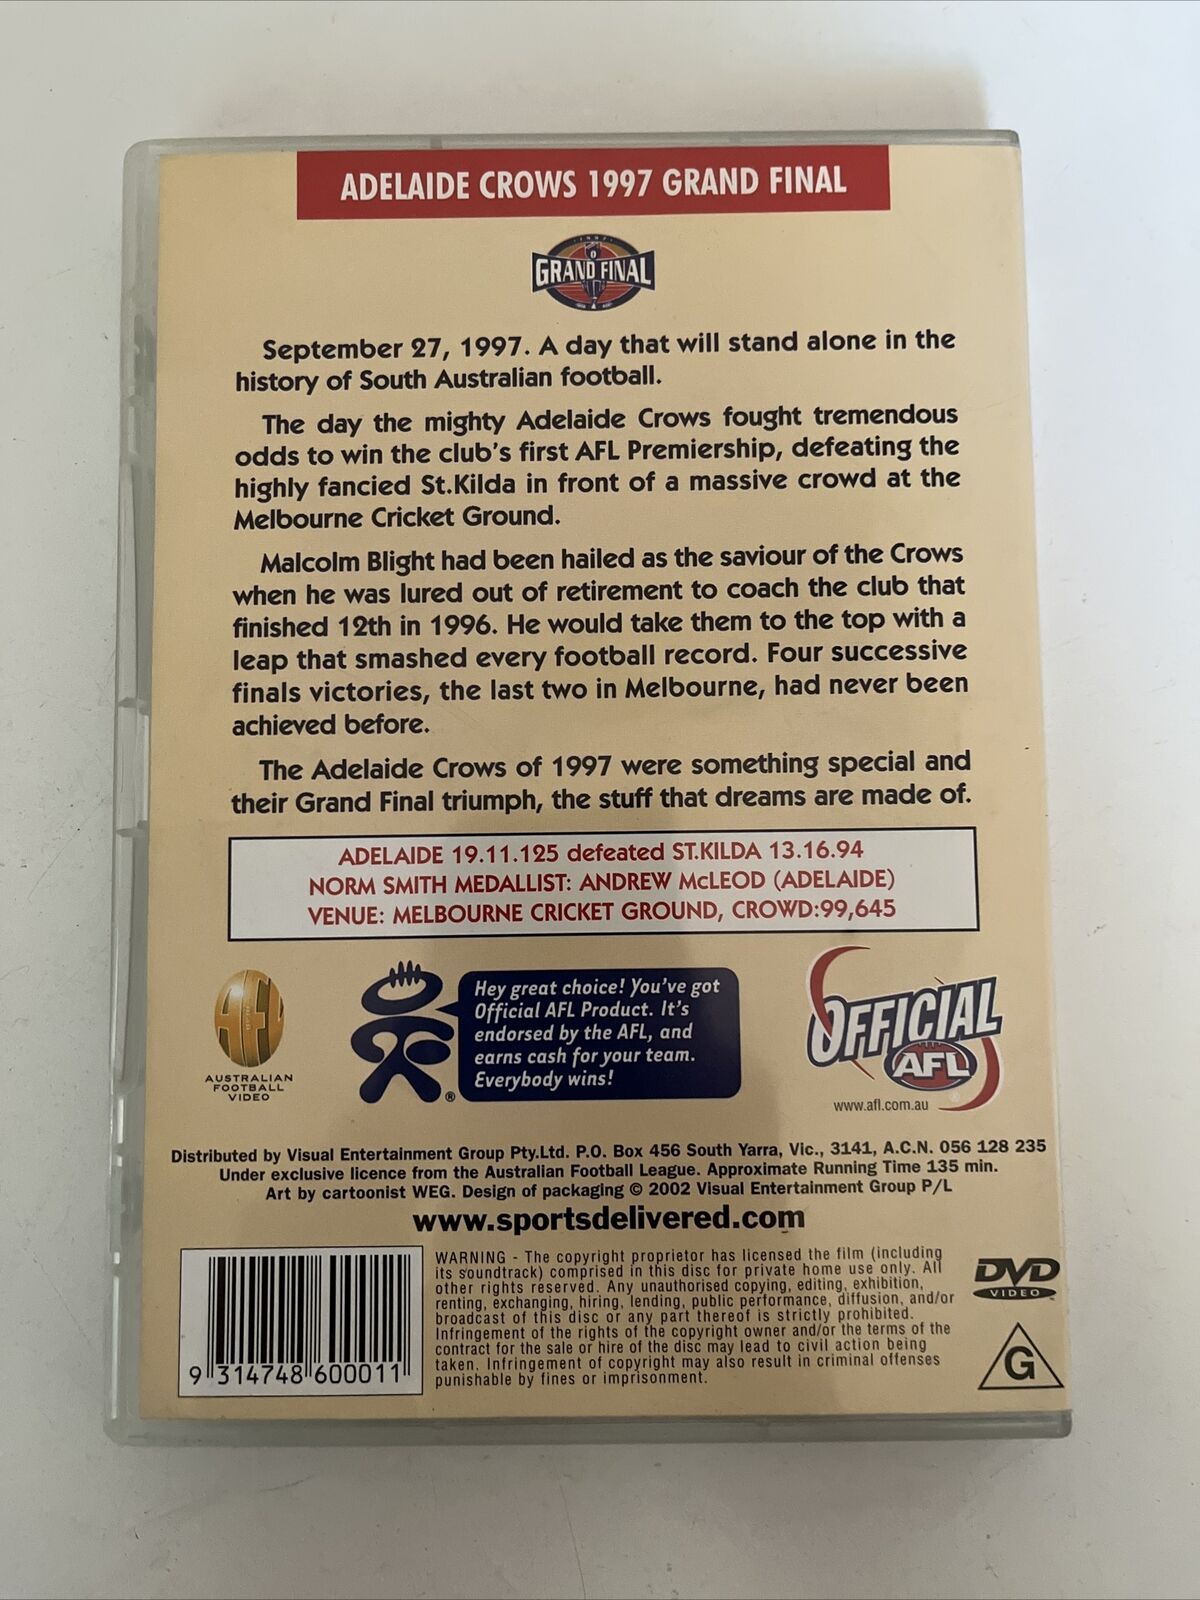 ADELAIDE CROWS 1997 GRAND FINAL
GRAND FINAL
September 27, 1997. A day that will stand alone in the
history of South Australian football.
The day the mighty Adelaide Crows fought tremendous
odds to win the club's first AFL Premiership, defeating the
highly fancied St.Kilda in front of a massive crowd at the
Melbourne Cricket Ground.
Malcolm Blight had been hailed as the saviour of the Crows
when he was lured out of retirement to coach the club that
finished 12th in 1996. He would take them to the top with a
leap that smashed every football record. Four successive
finals victories, the last two in Melbourne, had never been
achieved before.
The Adelaide Crows of 1997 were something special and
their Grand Final triumph, the stuff that dreams are made of.
ADELAIDE 19.11.125 defeated ST.KILDA 13.16.94
NORM SMITH MEDALLIST: ANDREW McLEOD (ADELAIDE)
VENUE: MELBOURNE CRICKET GROUND, CROWD:99,645
AFL
AUSTRALIAN
FOOTBALL
VIDEO
®
Hey great choice! You've got
Official AFL Product. It's
endorsed by the AFL, and
earns cash for your team.
Everybody wins!
OFFICIAL
AFL
®
www.afl.com.au
Distributed by Visual Entertainment Group Pty.Ltd. P.O. Box 456 South Yarra, Vic., 3141, A.C.N. 056 128 235
Under exclusive licence from the Australian Football League. Approximate Running Time 135 min.
Art by cartoonist WEG. Design of packaging © 2002 Visual Entertainment Group P/L
www.sportsdelivered.com
9 314748 600011
WARNING - The copyright proprietor has licensed the film (including
its soundtrack) comprised in this disc for private home use only. All
other rights reserved. Any unauthorised copying, editing, exhibition,
renting, exchanging, hiring, lending, public performance, diffusion, and/or
broadcast of this disc or any part thereof is strictly prohibited.
Infringement of the rights of the copyright owner and/or the terms of the
contract for the sale or hire of the disc may lead to civil action being
taken. Infringement of copyright may also result in criminal offenses
punishable by fines or imprisonment.
DVD
VIDEO
G